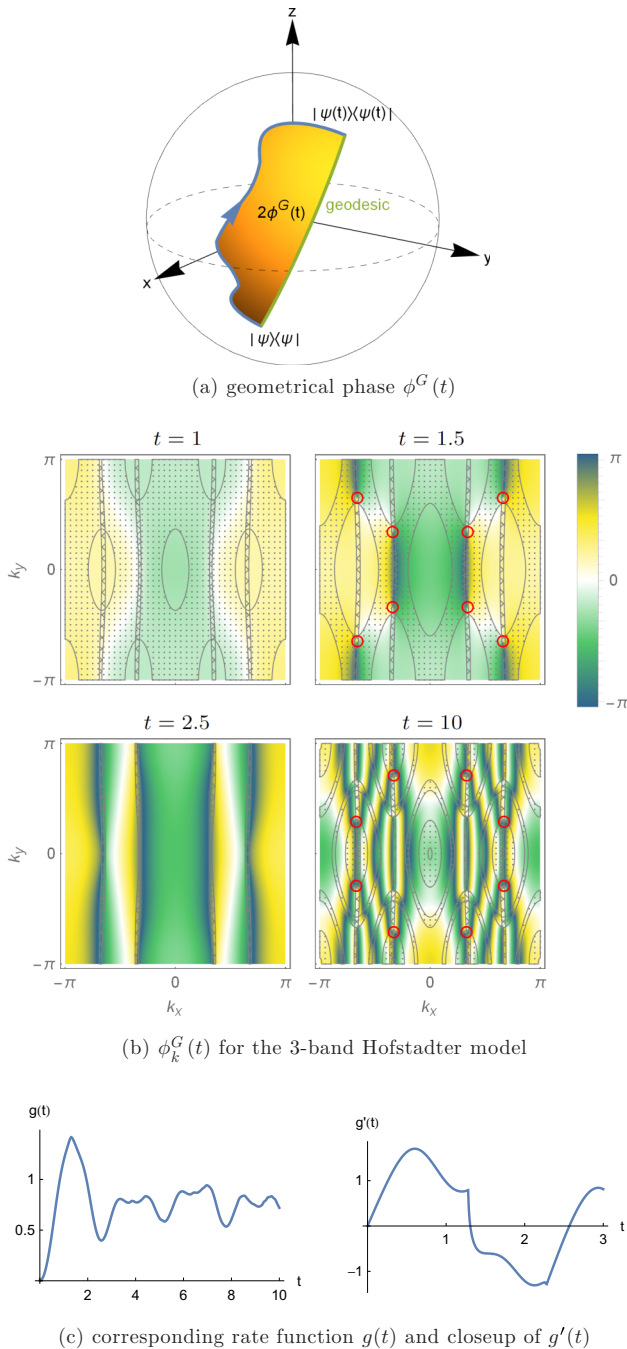 z
| ψ(t)⟩⟨ψ(t) |
2ϕ^G(t)
geodesic
x
y
| ψ⟩⟨ψ |
(a) geometrical phase ϕ^G(t)
t = 1
t = 1.5
π
k_y
0
−π
π
0
−π
t = 2.5
t = 10
π
k_y
0
−π
−π
0
π
−π
0
π
k_x
k_x
(b) ϕ_k^G(t) for the 3-band Hofstadter model
g(t)
1
0.5
2
4
6
8
10
t
g'(t)
1
−1
1
2
3
t
(c) corresponding rate function g(t) and closeup of g′(t)